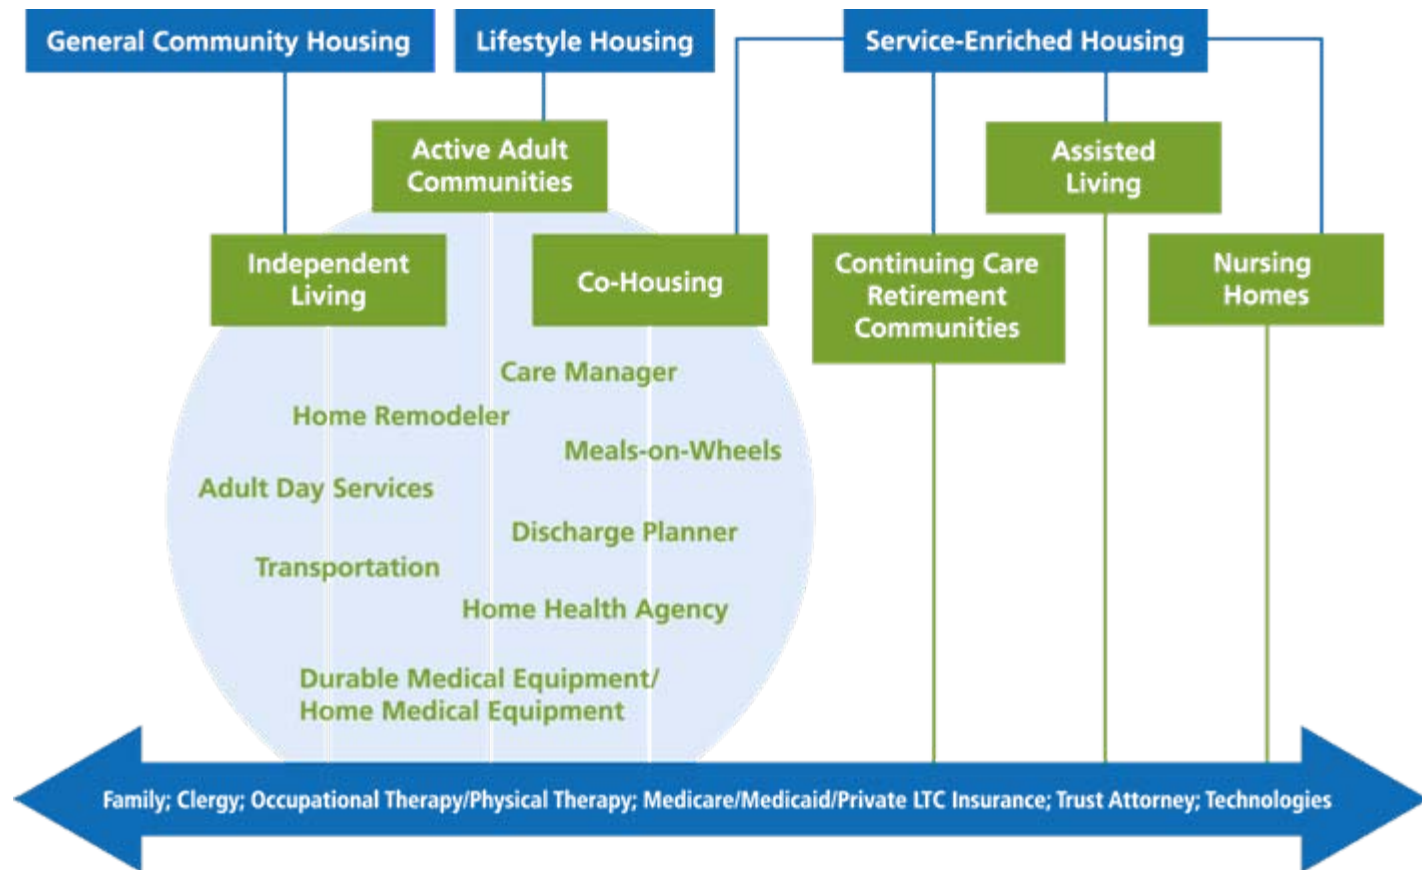 General Community Housing
Lifestyle Housing
Service-Enriched Housing
Active Adult
Communities
Assisted
Living
Independent
Living
Co-Housing
Continuing Care
Retirement
Communities
Nursing
Homes
Care Manager
Home Remodeler
Meals-on-Wheels
Adult Day Services
Discharge Planner
Transportation
Home Health Agency
Durable Medical Equipment/
Home Medical Equipment
Family; Clergy; Occupational Therapy/Physical Therapy; Medicare/Medicaid/Private LTC Insurance; Trust Attorney; Technologies